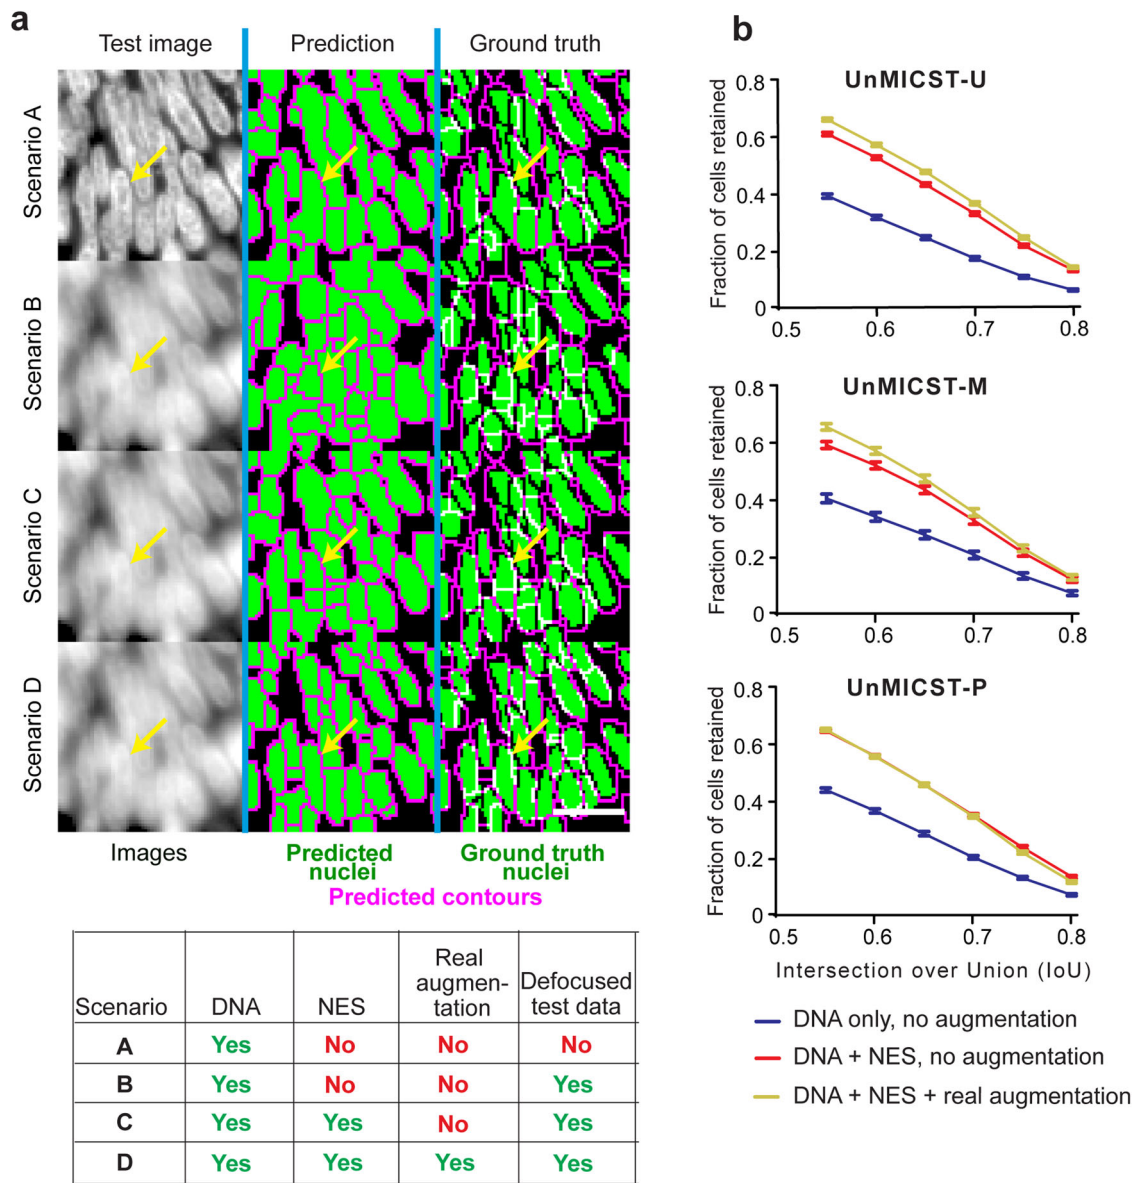 a
Test image
Prediction
Ground truth
Scenario A
Scenario B
Scenario C
Scenario D
Images
Predicted
nuclei
Ground truth
nuclei
Predicted contours
Scenario
DNA
NES
Real
augmen-
tation
Defocused
test data
A Yes No No No
B Yes No No Yes
C Yes Yes No Yes
D Yes Yes Yes Yes
b
UnMICST-U
Fraction of cells retained
0.8
0.6
0.4
0.2
0
0.5 0.6 0.7 0.8
UnMICST-M
Fraction of cells retained
0.8
0.6
0.4
0.2
0
0.5 0.6 0.7 0.8
UnMICST-P
Fraction of cells retained
0.8
0.6
0.4
0.2
0
0.5 0.6 0.7 0.8
Intersection over Union (IoU)
DNA only, no augmentation
DNA + NES, no augmentation
DNA + NES + real augmentation